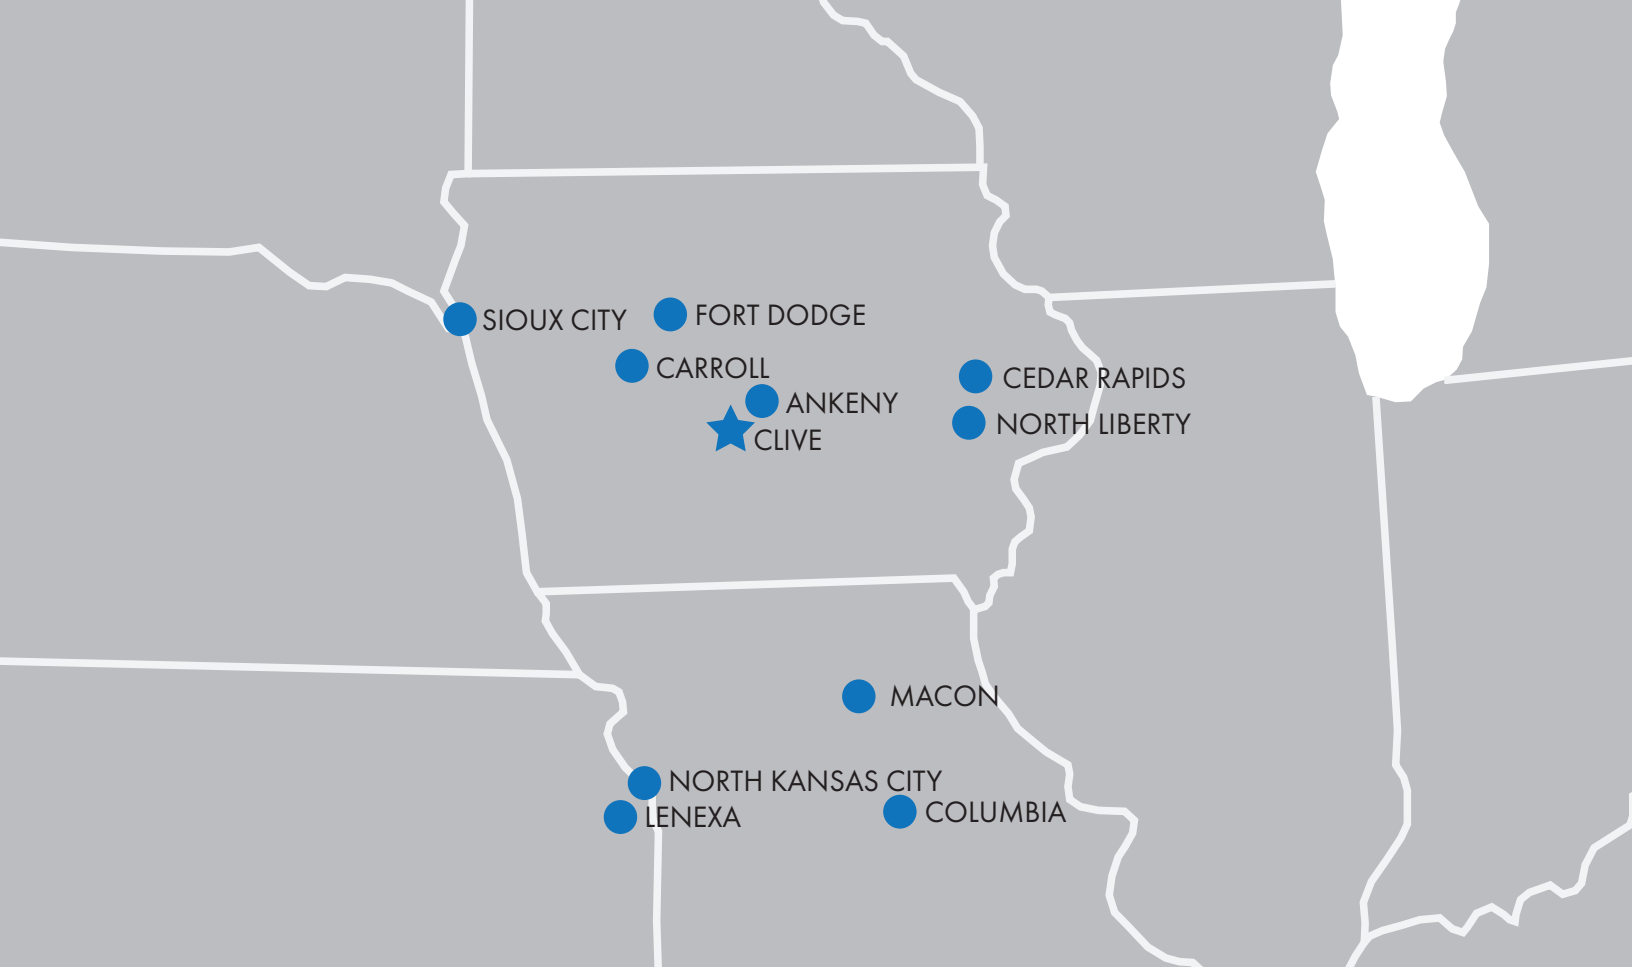 SIOUX CITY
FORT DODGE
CARROLL
ANKENY
CLIVE
CEDAR RAPIDS
NORTH LIBERTY
MACON
NORTH KANSAS CITY
LENEXA
COLUMBIA